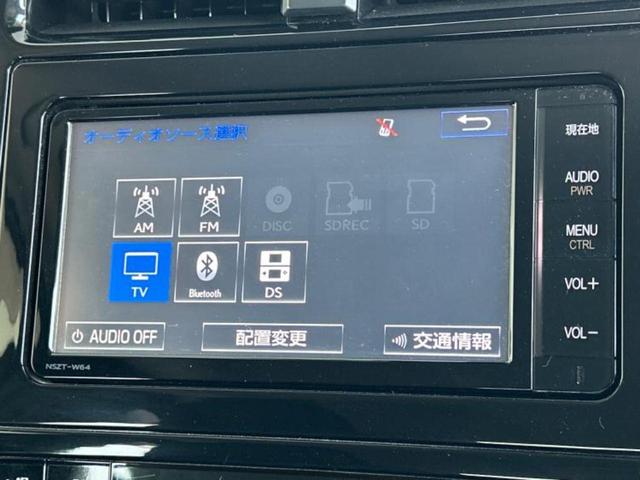 オーディオソース選択
現在地
AUDIO
PWR
MENU
CTRL
VOL+
VOL−
AM
FM
DISC
SDREC
SD
TV
Bluetooth
DS
AUDIO OFF
配置変更
交通情報
NSZT-W64